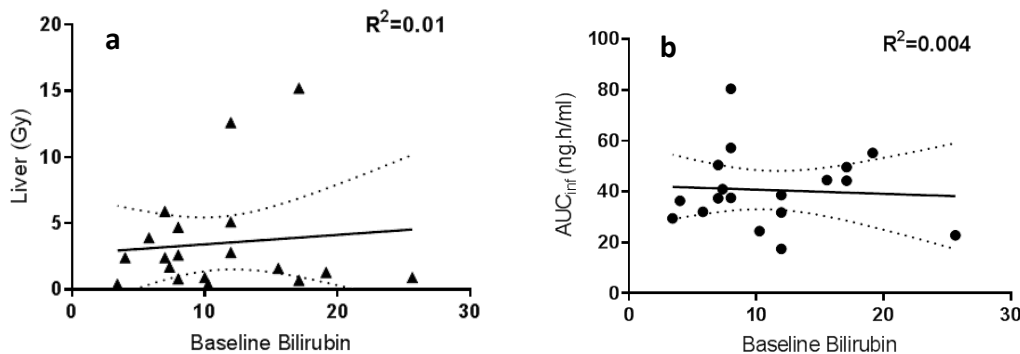 a
R²=0.01
Liver (Gy)
20
15
10
5
0
0 10 20 30
Baseline Bilirubin
b
R²=0.004
AUCinf (ng.h/ml)
100
80
60
40
20
0
0 10 20 30
Baseline Bilirubin